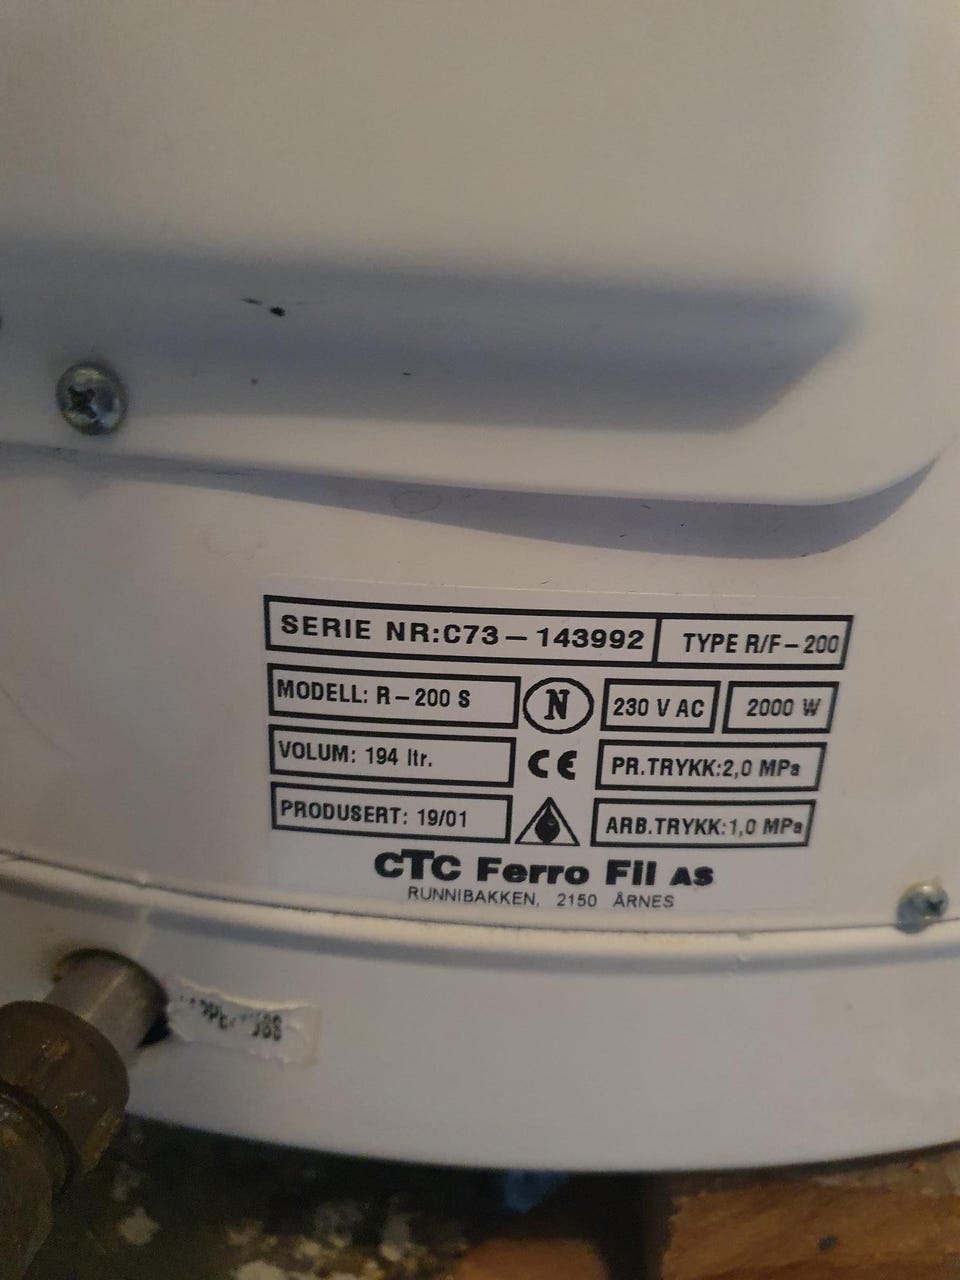 SERIE NR:C73-143992 TYPE R/F-200
MODELL: R-200 S N 230 V AC 2000 W
VOLUM: 194 ltr. CE PR.TRYKK:2,0 MPa
PRODUSERT: 19/01 ARB.TRYKK:1,0 MPa
CTC Ferro Fil AS
RUNNIBAKKEN, 2150 ÅRNES